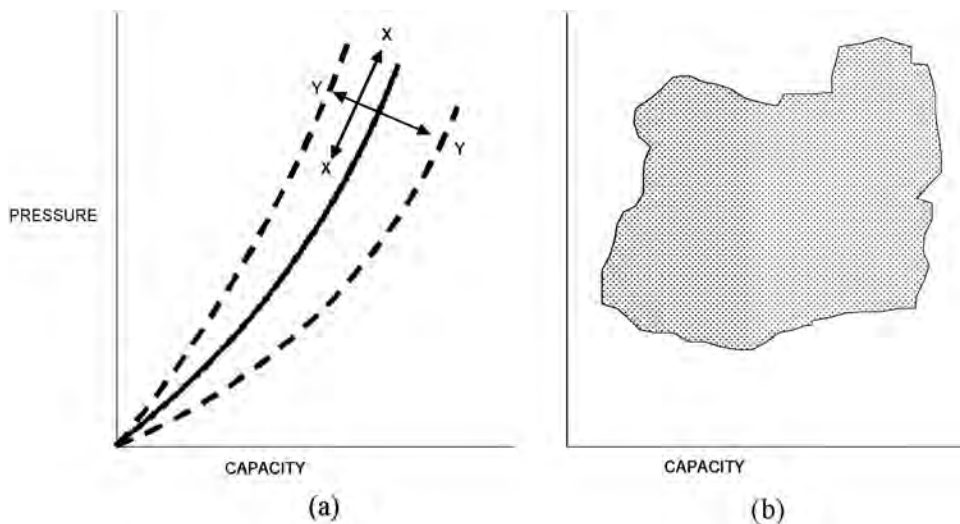 X
Y
X
Y
PRESSURE
CAPACITY
CAPACITY
(a)
(b)